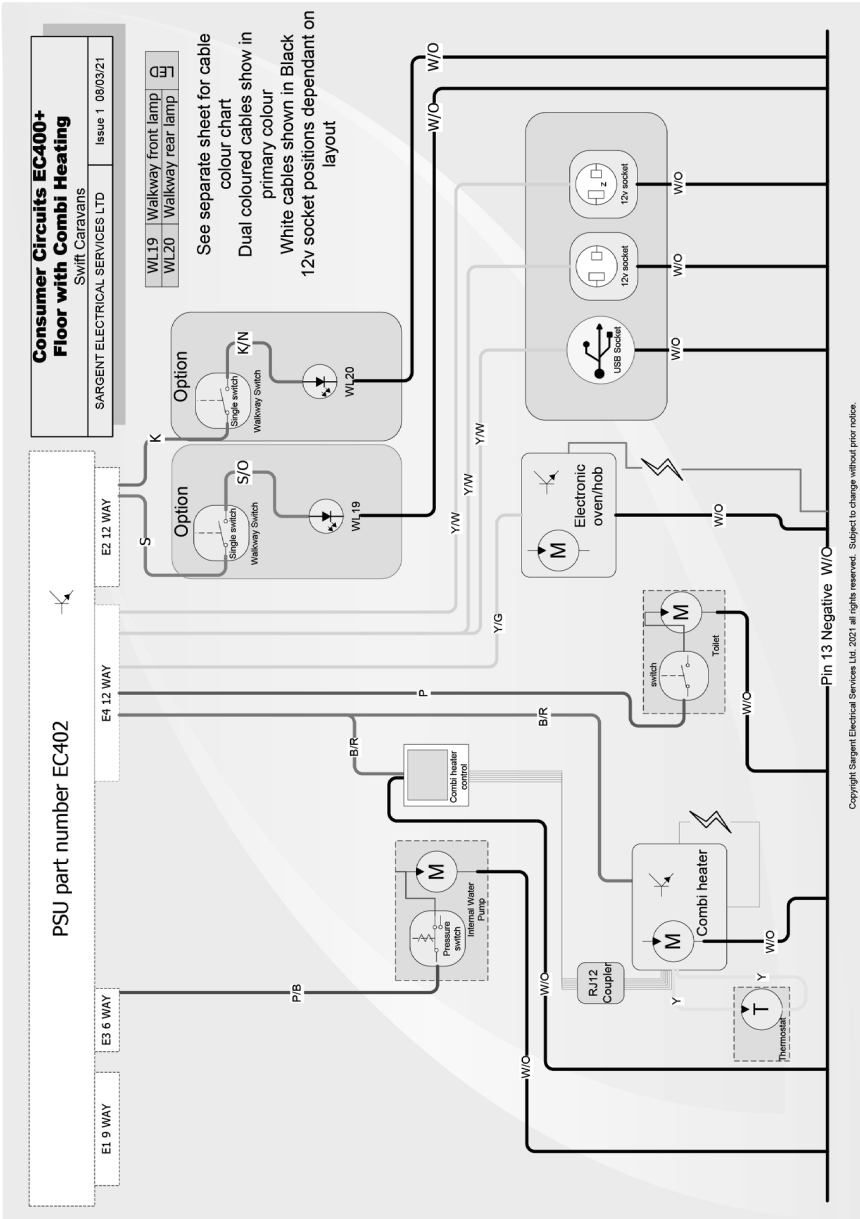 Consumer Circuits EC400+
Floor with Combi Heating
Swift Caravans
SARGENT ELECTRICAL SERVICES LTD
Issue 1 08/03/21
WL19 Walkway front lamp
WL20 Walkway rear lamp
See separate sheet for cable
colour chart
Dual coloured cables show in
primary colour
White cables shown in Black
12v socket positions dependant on
layout
PSU part number EC402
E1 9 WAY
E3 6 WAY
E4 12 WAY
E2 12 WAY
P/B
B/R
B/R
P
Y/G
Y/W
Y/W
Y/W
S
K
Option
Single switch
Walkway Switch
S/O
WL19
Option
Single switch
Walkway Switch
K/N
WL20
W/O
W/O
Pressure
switch
M
Internal Water
Pump
W/O
Combi heater
control
W/O
RJ12
Coupler
M
Combi heater
W/O
Y
Y
T
Thermostat
switch
M
Toilet
W/O
M
Electronic
oven/hob
W/O
USB Socket
W/O
12v socket
W/O
Z
12v socket
W/O
Pin 13 Negative W/O
Copyright Sargent Electrical Services Ltd. 2021 all rights reserved. Subject to change without prior notice.